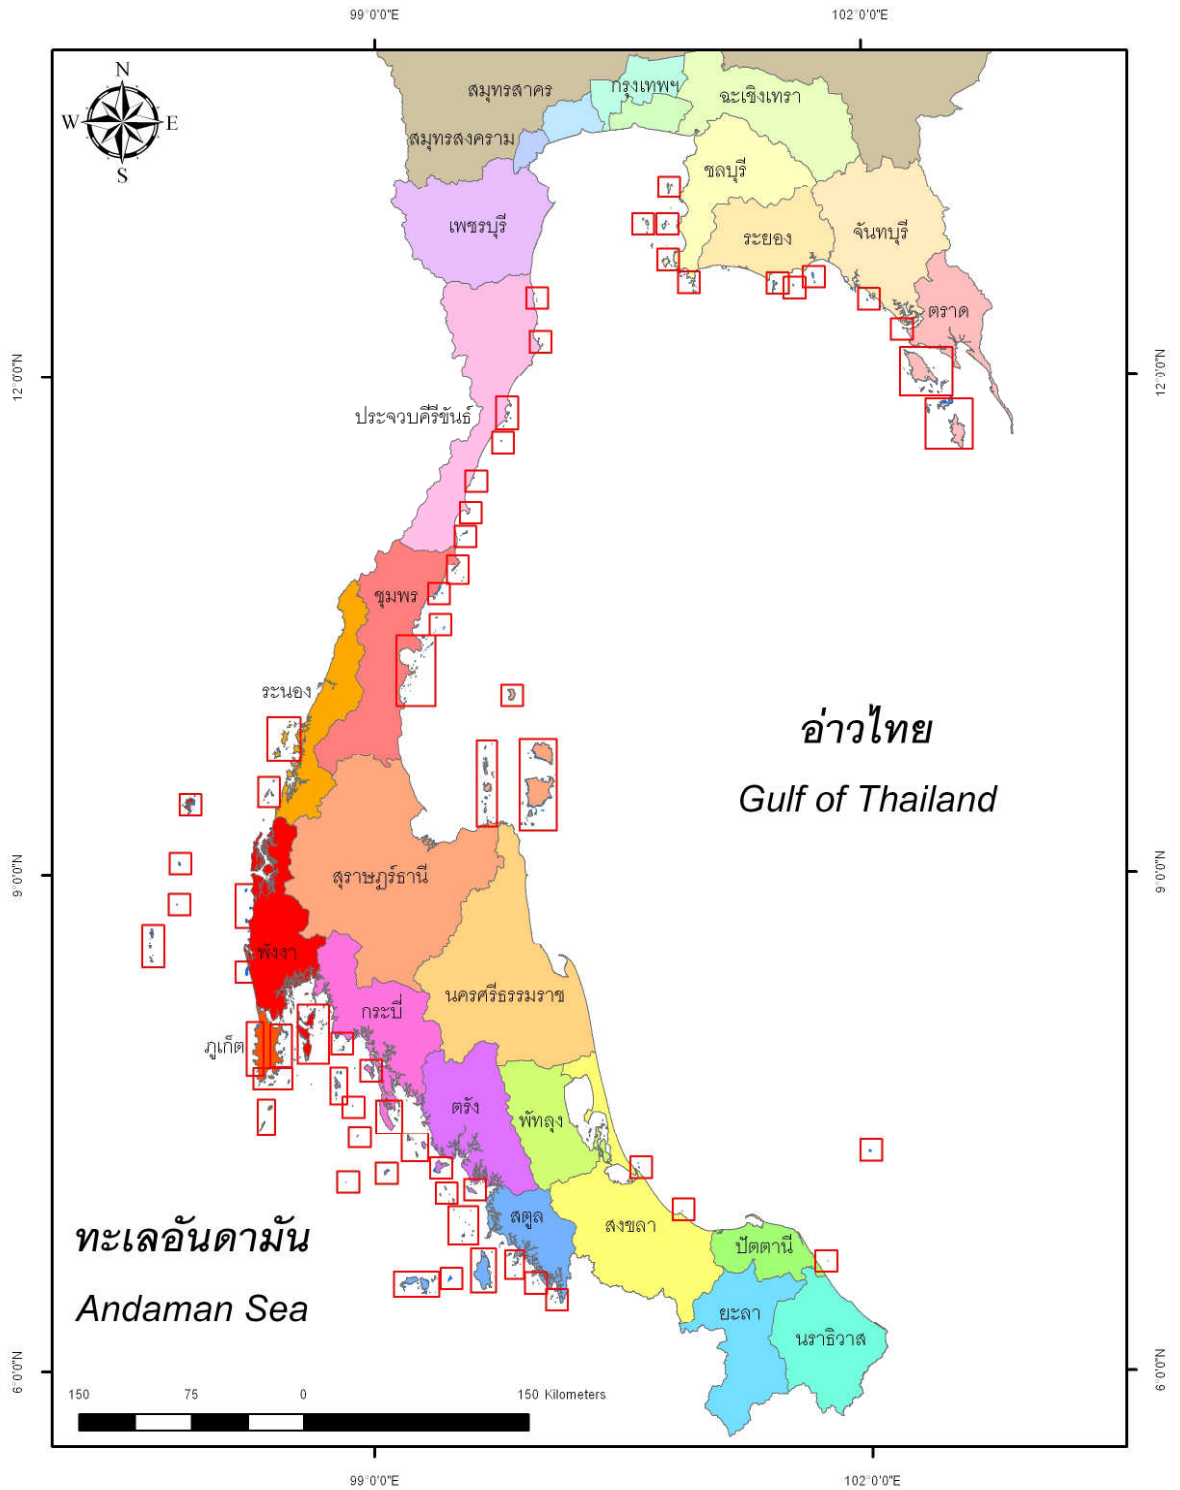 99°0'0"E
102°0'0"E
N
W
E
S
สมุทรสาคร
กรุงเทพฯ
ฉะเชิงเทรา
สมุทรสงคราม
ชลบุรี
เพชรบุรี
ระยอง
จันทบุรี
ตราด
12°0'0"N
12°0'0"N
ประจวบคีรีขันธ์
ชุมพร
ระนอง
อ่าวไทย
Gulf of Thailand
9°0'0"N
9°0'0"N
สุราษฎร์ธานี
พังงา
นครศรีธรรมราช
กระบี่
ภูเก็ต
ตรัง
พัทลุง
สตูล
สงขลา
ปัตตานี
ทะเลอันดามัน
Andaman Sea
ยะลา
นราธิวาส
6°0'0"N
6°0'0"N
150 75 0 150 Kilometers
99°0'0"E
102°0'0"E